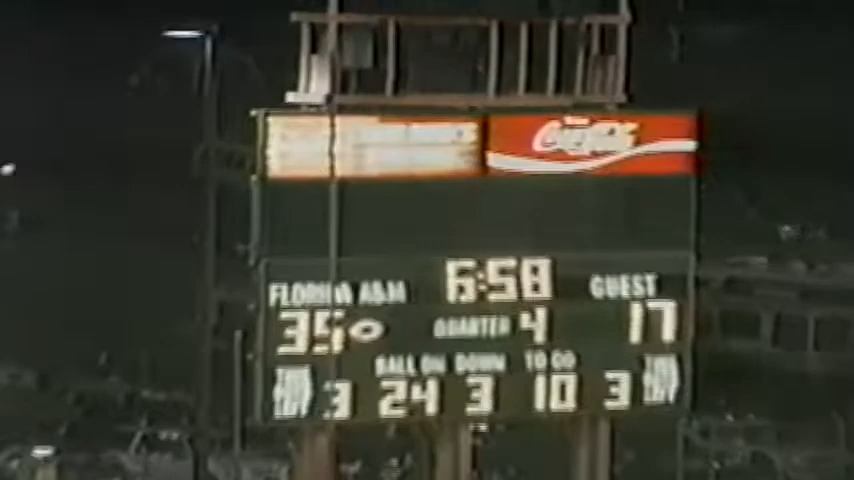 Coca-Cola
FLORIDA A&M 6:58 GUEST
35 QUARTER 4 17
BALL ON DOWN TO GO
3 24 3 10 3